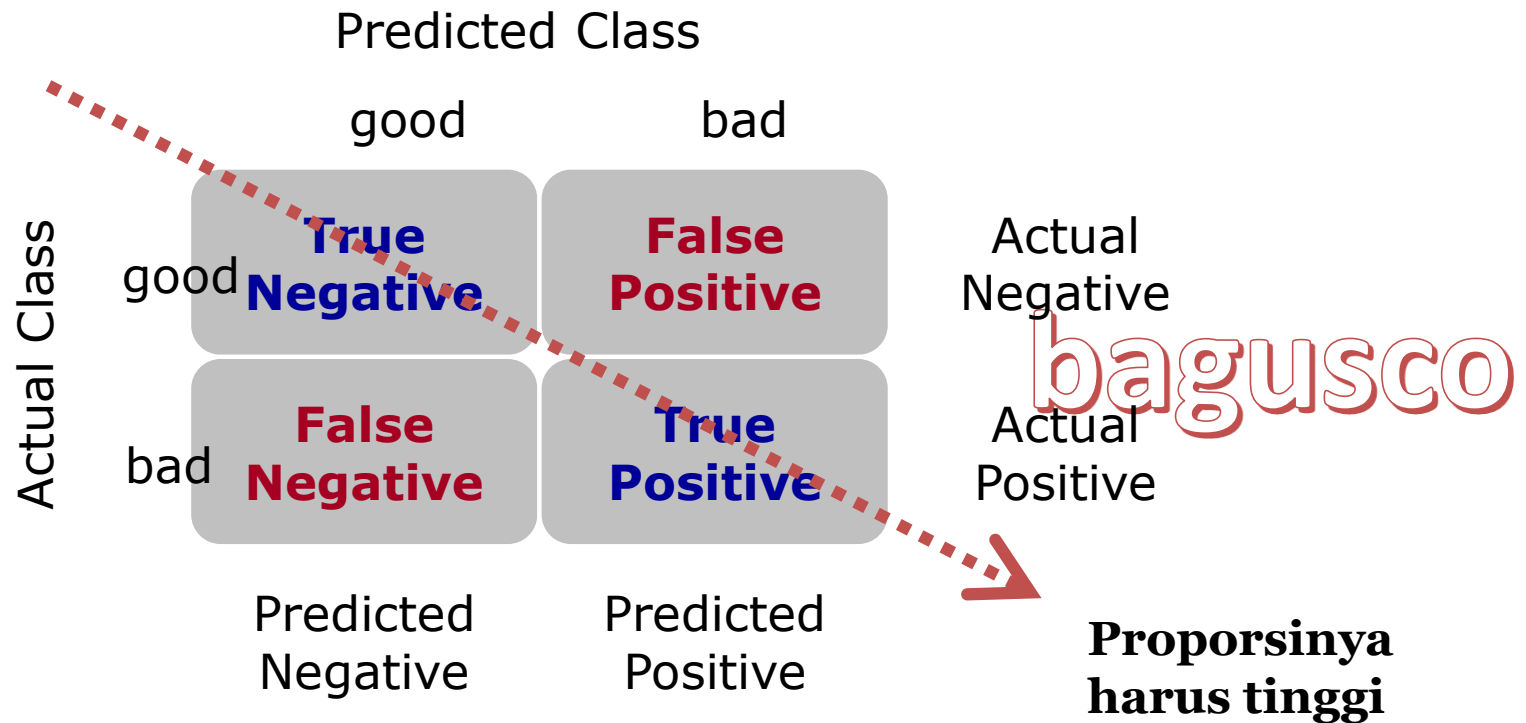 Predicted Class
good bad
Actual Class
good
True
Negative
False
Positive
Actual
Negative
bagusco
bad
False
Negative
True
Positive
Actual
Positive
Predicted
Negative
Predicted
Positive
Proporsinya
harus tinggi